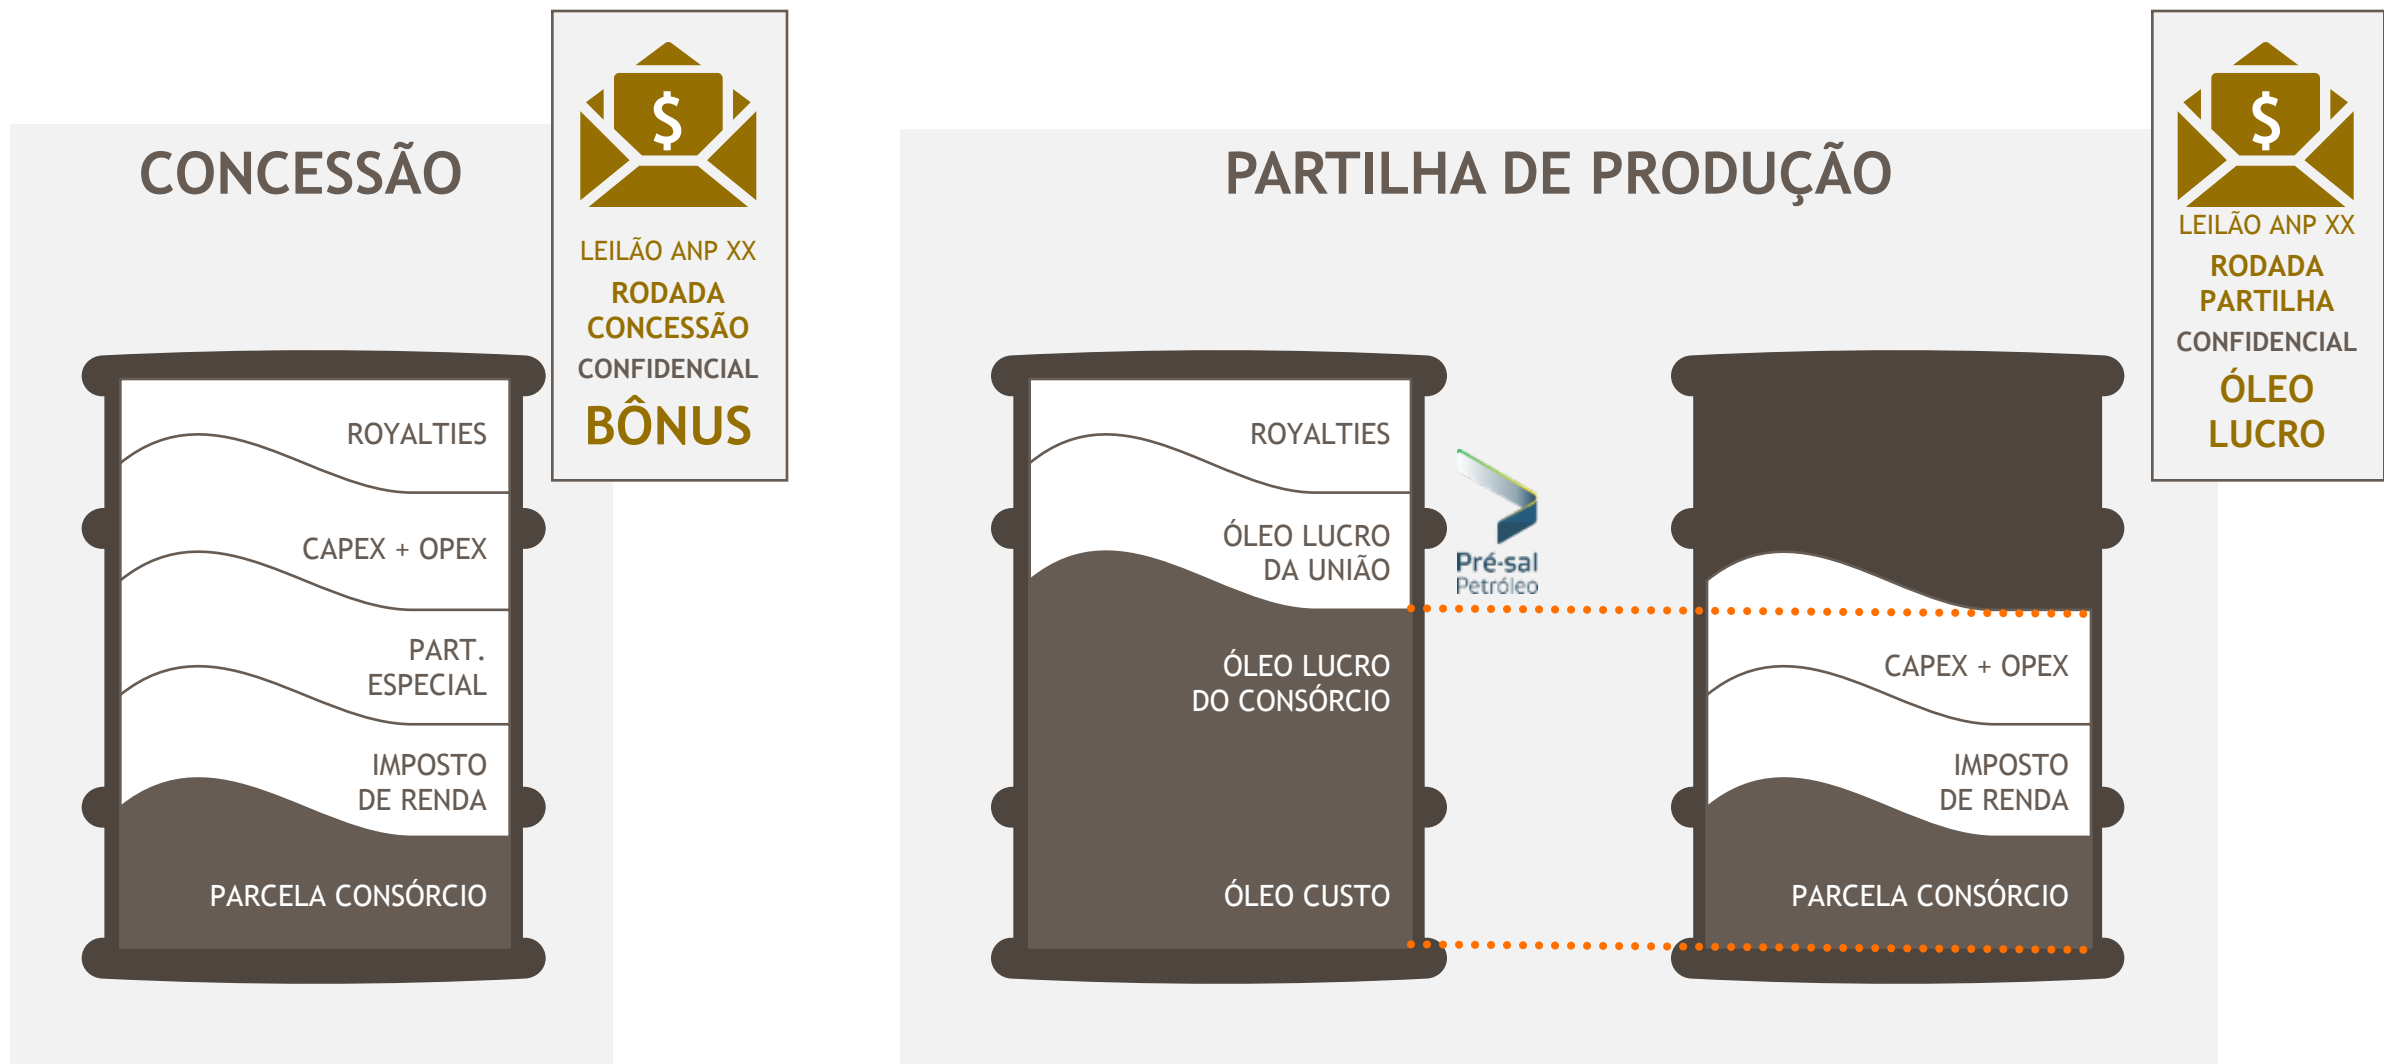 CONCESSÃO
$
LEILÃO ANP XX
RODADA
CONCESSÃO
CONFIDENCIAL
BÔNUS
ROYALTIES
CAPEX + OPEX
PART.
ESPECIAL
IMPOSTO
DE RENDA
PARCELA CONSÓRCIO
PARTILHA DE PRODUÇÃO
$
LEILÃO ANP XX
RODADA
PARTILHA
CONFIDENCIAL
ÓLEO
LUCRO
ROYALTIES
ÓLEO LUCRO
DA UNIÃO
Pré-sal
Petróleo
ÓLEO LUCRO
DO CONSÓRCIO
ÓLEO CUSTO
CAPEX + OPEX
IMPOSTO
DE RENDA
PARCELA CONSÓRCIO